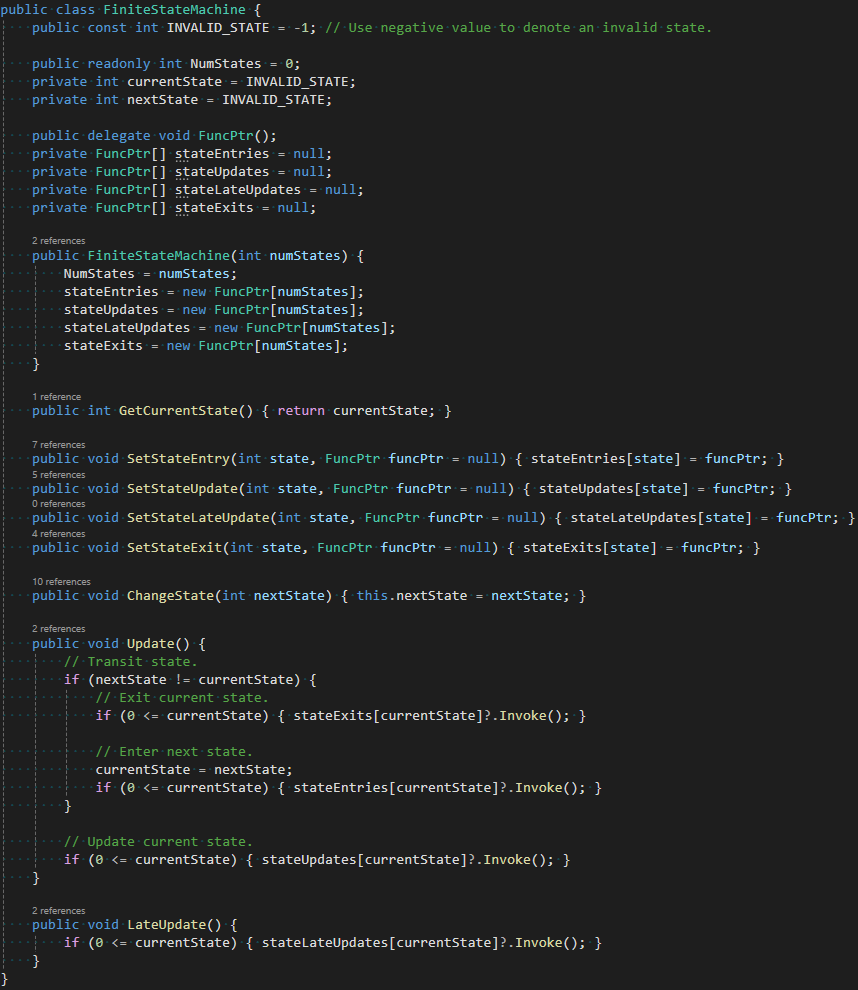 public class FiniteStateMachine {
    public const int INVALID_STATE = -1; // Use negative value to denote an invalid state.

    public readonly int NumStates = 0;
    private int currentState = INVALID_STATE;
    private int nextState = INVALID_STATE;

    public delegate void FuncPtr();
    private FuncPtr[] stateEntries = null;
    private FuncPtr[] stateUpdates = null;
    private FuncPtr[] stateLateUpdates = null;
    private FuncPtr[] stateExits = null;

    2 references
    public FiniteStateMachine(int numStates) {
        NumStates = numStates;
        stateEntries = new FuncPtr[numStates];
        stateUpdates = new FuncPtr[numStates];
        stateLateUpdates = new FuncPtr[numStates];
        stateExits = new FuncPtr[numStates];
    }

    1 reference
    public int GetCurrentState() { return currentState; }

    7 references
    public void SetStateEntry(int state, FuncPtr funcPtr = null) { stateEntries[state] = funcPtr; }
    5 references
    public void SetStateUpdate(int state, FuncPtr funcPtr = null) { stateUpdates[state] = funcPtr; }
    0 references
    public void SetStateLateUpdate(int state, FuncPtr funcPtr = null) { stateLateUpdates[state] = funcPtr; }
    4 references
    public void SetStateExit(int state, FuncPtr funcPtr = null) { stateExits[state] = funcPtr; }

    10 references
    public void ChangeState(int nextState) { this.nextState = nextState; }

    2 references
    public void Update() {
        // Transit state.
        if (nextState != currentState) {
            // Exit current state.
            if (0 <= currentState) { stateExits[currentState]?.Invoke(); }

            // Enter next state.
            currentState = nextState;
            if (0 <= currentState) { stateEntries[currentState]?.Invoke(); }
        }

        // Update current state.
        if (0 <= currentState) { stateUpdates[currentState]?.Invoke(); }
    }

    2 references
    public void LateUpdate() {
        if (0 <= currentState) { stateLateUpdates[currentState]?.Invoke(); }
    }
}